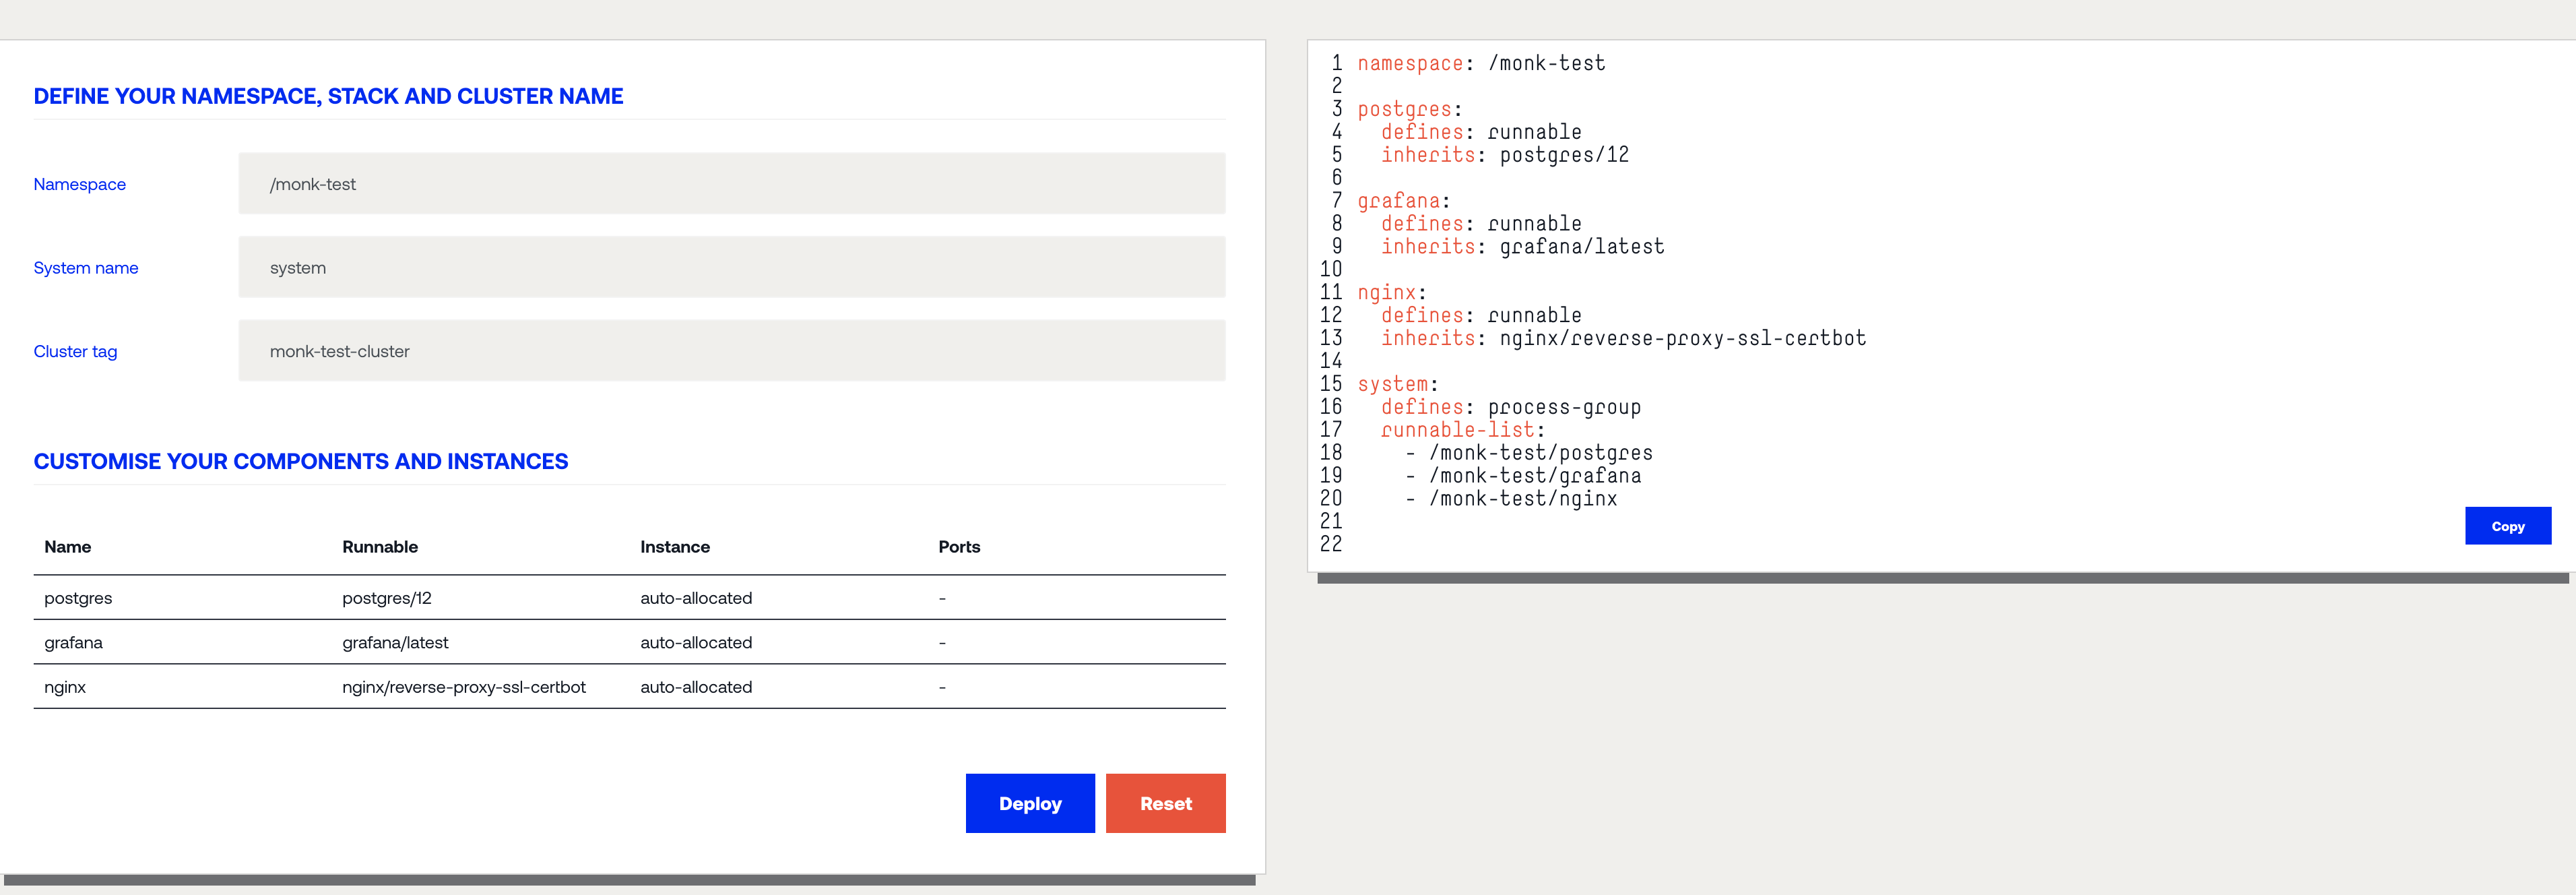 DEFINE YOUR NAMESPACE, STACK AND CLUSTER NAME
Namespace
/monk-test
System name
system
Cluster tag
monk-test-cluster
CUSTOMISE YOUR COMPONENTS AND INSTANCES
Name Runnable Instance Ports
postgres postgres/12 auto-allocated -
grafana grafana/latest auto-allocated -
nginx nginx/reverse-proxy-ssl-certbot auto-allocated -
Deploy Reset
1 namespace: /monk-test
2
3 postgres:
4   defines: runnable
5   inherits: postgres/12
6
7 grafana:
8   defines: runnable
9   inherits: grafana/latest
10
11 nginx:
12   defines: runnable
13   inherits: nginx/reverse-proxy-ssl-certbot
14
15 system:
16   defines: process-group
17   runnable-list:
18     - /monk-test/postgres
19     - /monk-test/grafana
20     - /monk-test/nginx
21
22
Copy